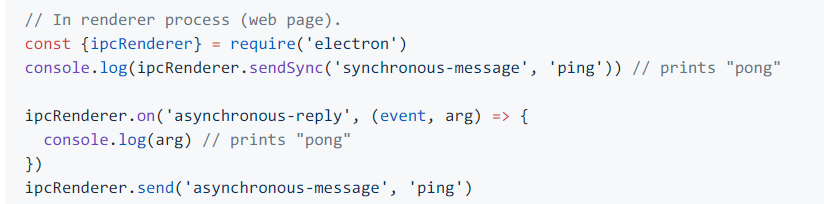 // In renderer process (web page).
const {ipcRenderer} = require('electron')
console.log(ipcRenderer.sendSync('synchronous-message', 'ping')) // prints "pong"
ipcRenderer.on('asynchronous-reply', (event, arg) => {
  console.log(arg) // prints "pong"
})
ipcRenderer.send('asynchronous-message', 'ping')